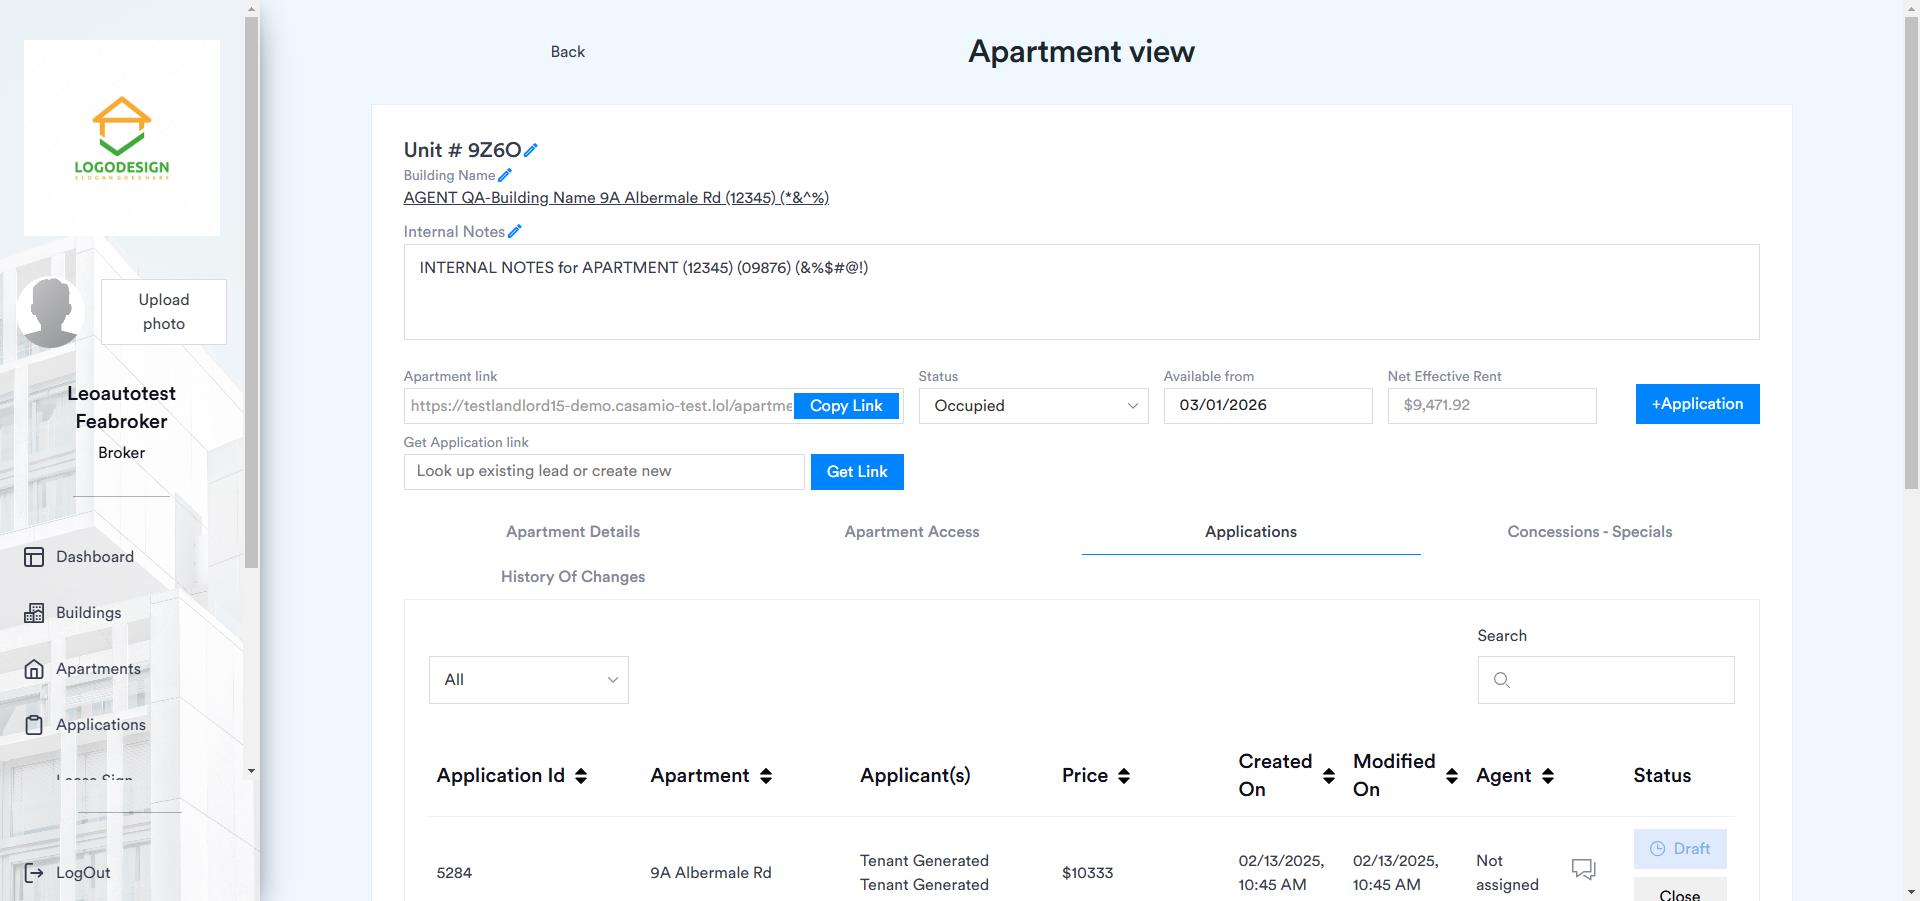 LOGODESIGN
SLOGAN GOES HERE
Upload
photo
Leoautotest
Feabroker
Broker
Dashboard
Buildings
Apartments
Applications
Lease Sign
LogOut
Back
Apartment view
Unit # 9Z6O
Building Name
AGENT QA-Building Name 9A Albermale Rd (12345) (*&^%)
Internal Notes
INTERNAL NOTES for APARTMENT (12345) (09876) (&%$#@!)
Apartment link
Status
Available from
Net Effective Rent
https://testlandlord15-demo.casamio-test.lol/apartme
Copy Link
Occupied
03/01/2026
$9,471.92
+Application
Get Application link
Look up existing lead or create new
Get Link
Apartment Details
Apartment Access
Applications
Concessions - Specials
History Of Changes
Search
All
Application Id
Apartment
Applicant(s)
Price
Created
On
Modified
On
Agent
Status
5284
9A Albermale Rd
Tenant Generated
Tenant Generated
$10333
02/13/2025,
10:45 AM
02/13/2025,
10:45 AM
Not
assigned
Draft
Close